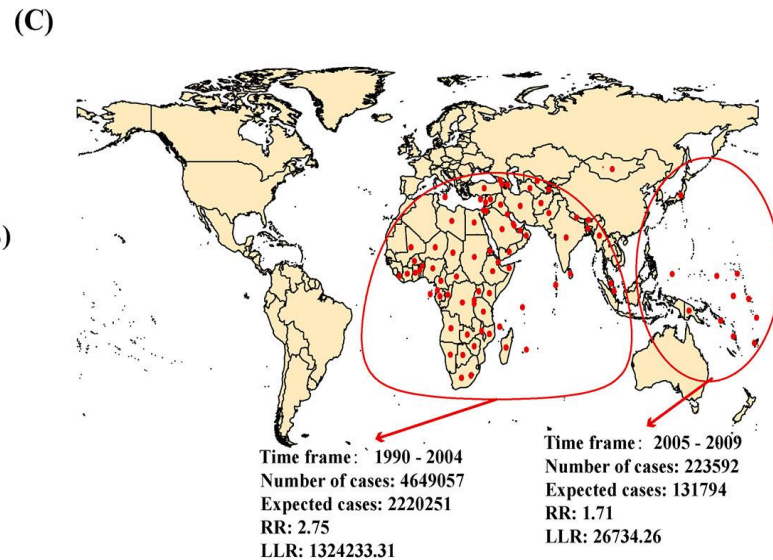 (C)
)
Time frame： 1990 - 2004
Number of cases: 4649057
Expected cases: 2220251
RR: 2.75
LLR: 1324233.31
Time frame： 2005 - 2009
Number of cases: 223592
Expected cases: 131794
RR: 1.71
LLR: 26734.26